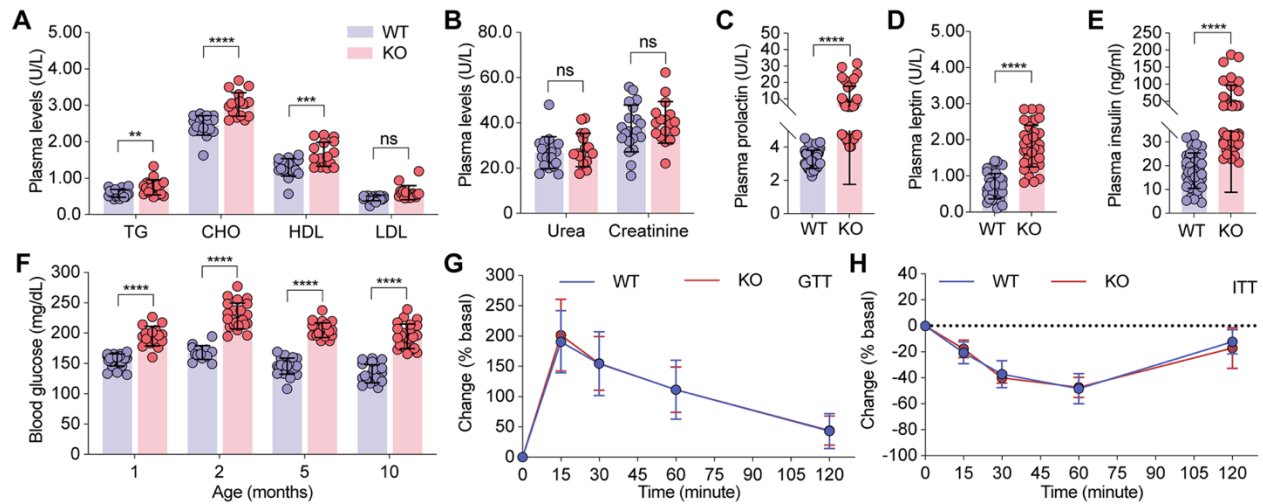 A
Plasma levels (U/L)
5.00
4.00
3.00
2.00
1.00
0.0
WT
KO
**
****
***
ns
TG CHO HDL LDL
B
Plasma levels (U/L)
80.0
60.0
40.0
20.0
0.0
ns
ns
Urea Creatinine
C
Plasma prolactin (U/L)
50
40
30
20
10
4
2
0
****
WT KO
D
Plasma leptin (U/L)
5.00
4.00
3.00
2.00
1.00
0.00
****
WT KO
E
Plasma insulin (ng/ml)
250
200
150
100
50
30
20
10
0
****
WT KO
F
Blood glucose (mg/dL)
300
250
200
150
100
50
0
****
****
****
****
1 2 5 10
Age (months)
G
Change (% basal)
300
250
200
150
100
50
0
WT KO GTT
0 15 30 45 60 75 90 105 120
Time (minute)
H
Change (% basal)
40
20
0
-20
-40
-60
-80
-100
WT KO ITT
0 15 30 45 60 75 90 105 120
Time (minute)